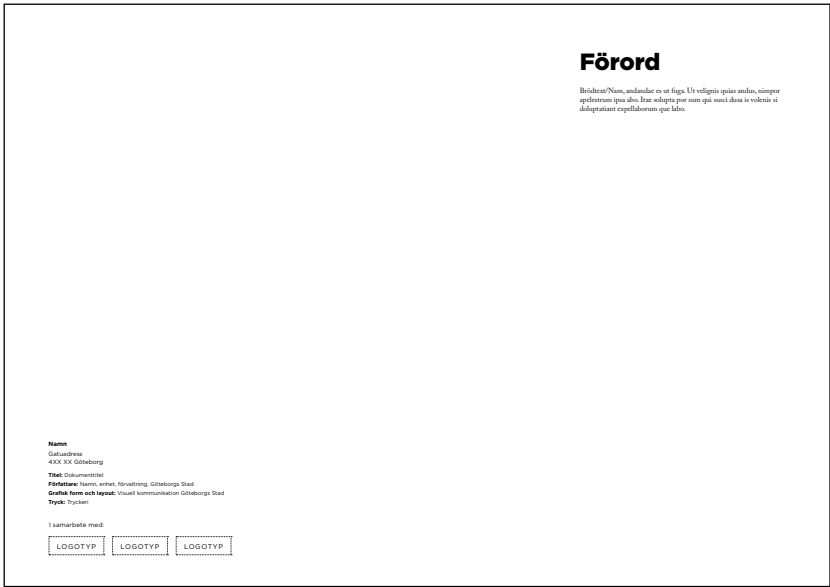 Förord
Brödtext/Nam, andandae es ut fuga. Ut velignis quias andus, nimpor
apelestrum ipsa abo. Itae solupta por sum qui susci dusa is volenis si
doluptatiant expellaborum que labo.
Namn
Gatuadress
4XX XX Göteborg
Titel: Dokumenttitel
Författare: Namn, enhet, förvaltning, Göteborgs Stad
Grafisk form och layout: Visuell kommunikation Göteborgs Stad
Tryck: Tryckeri
I samarbete med:
LOGOTYP LOGOTYP LOGOTYP